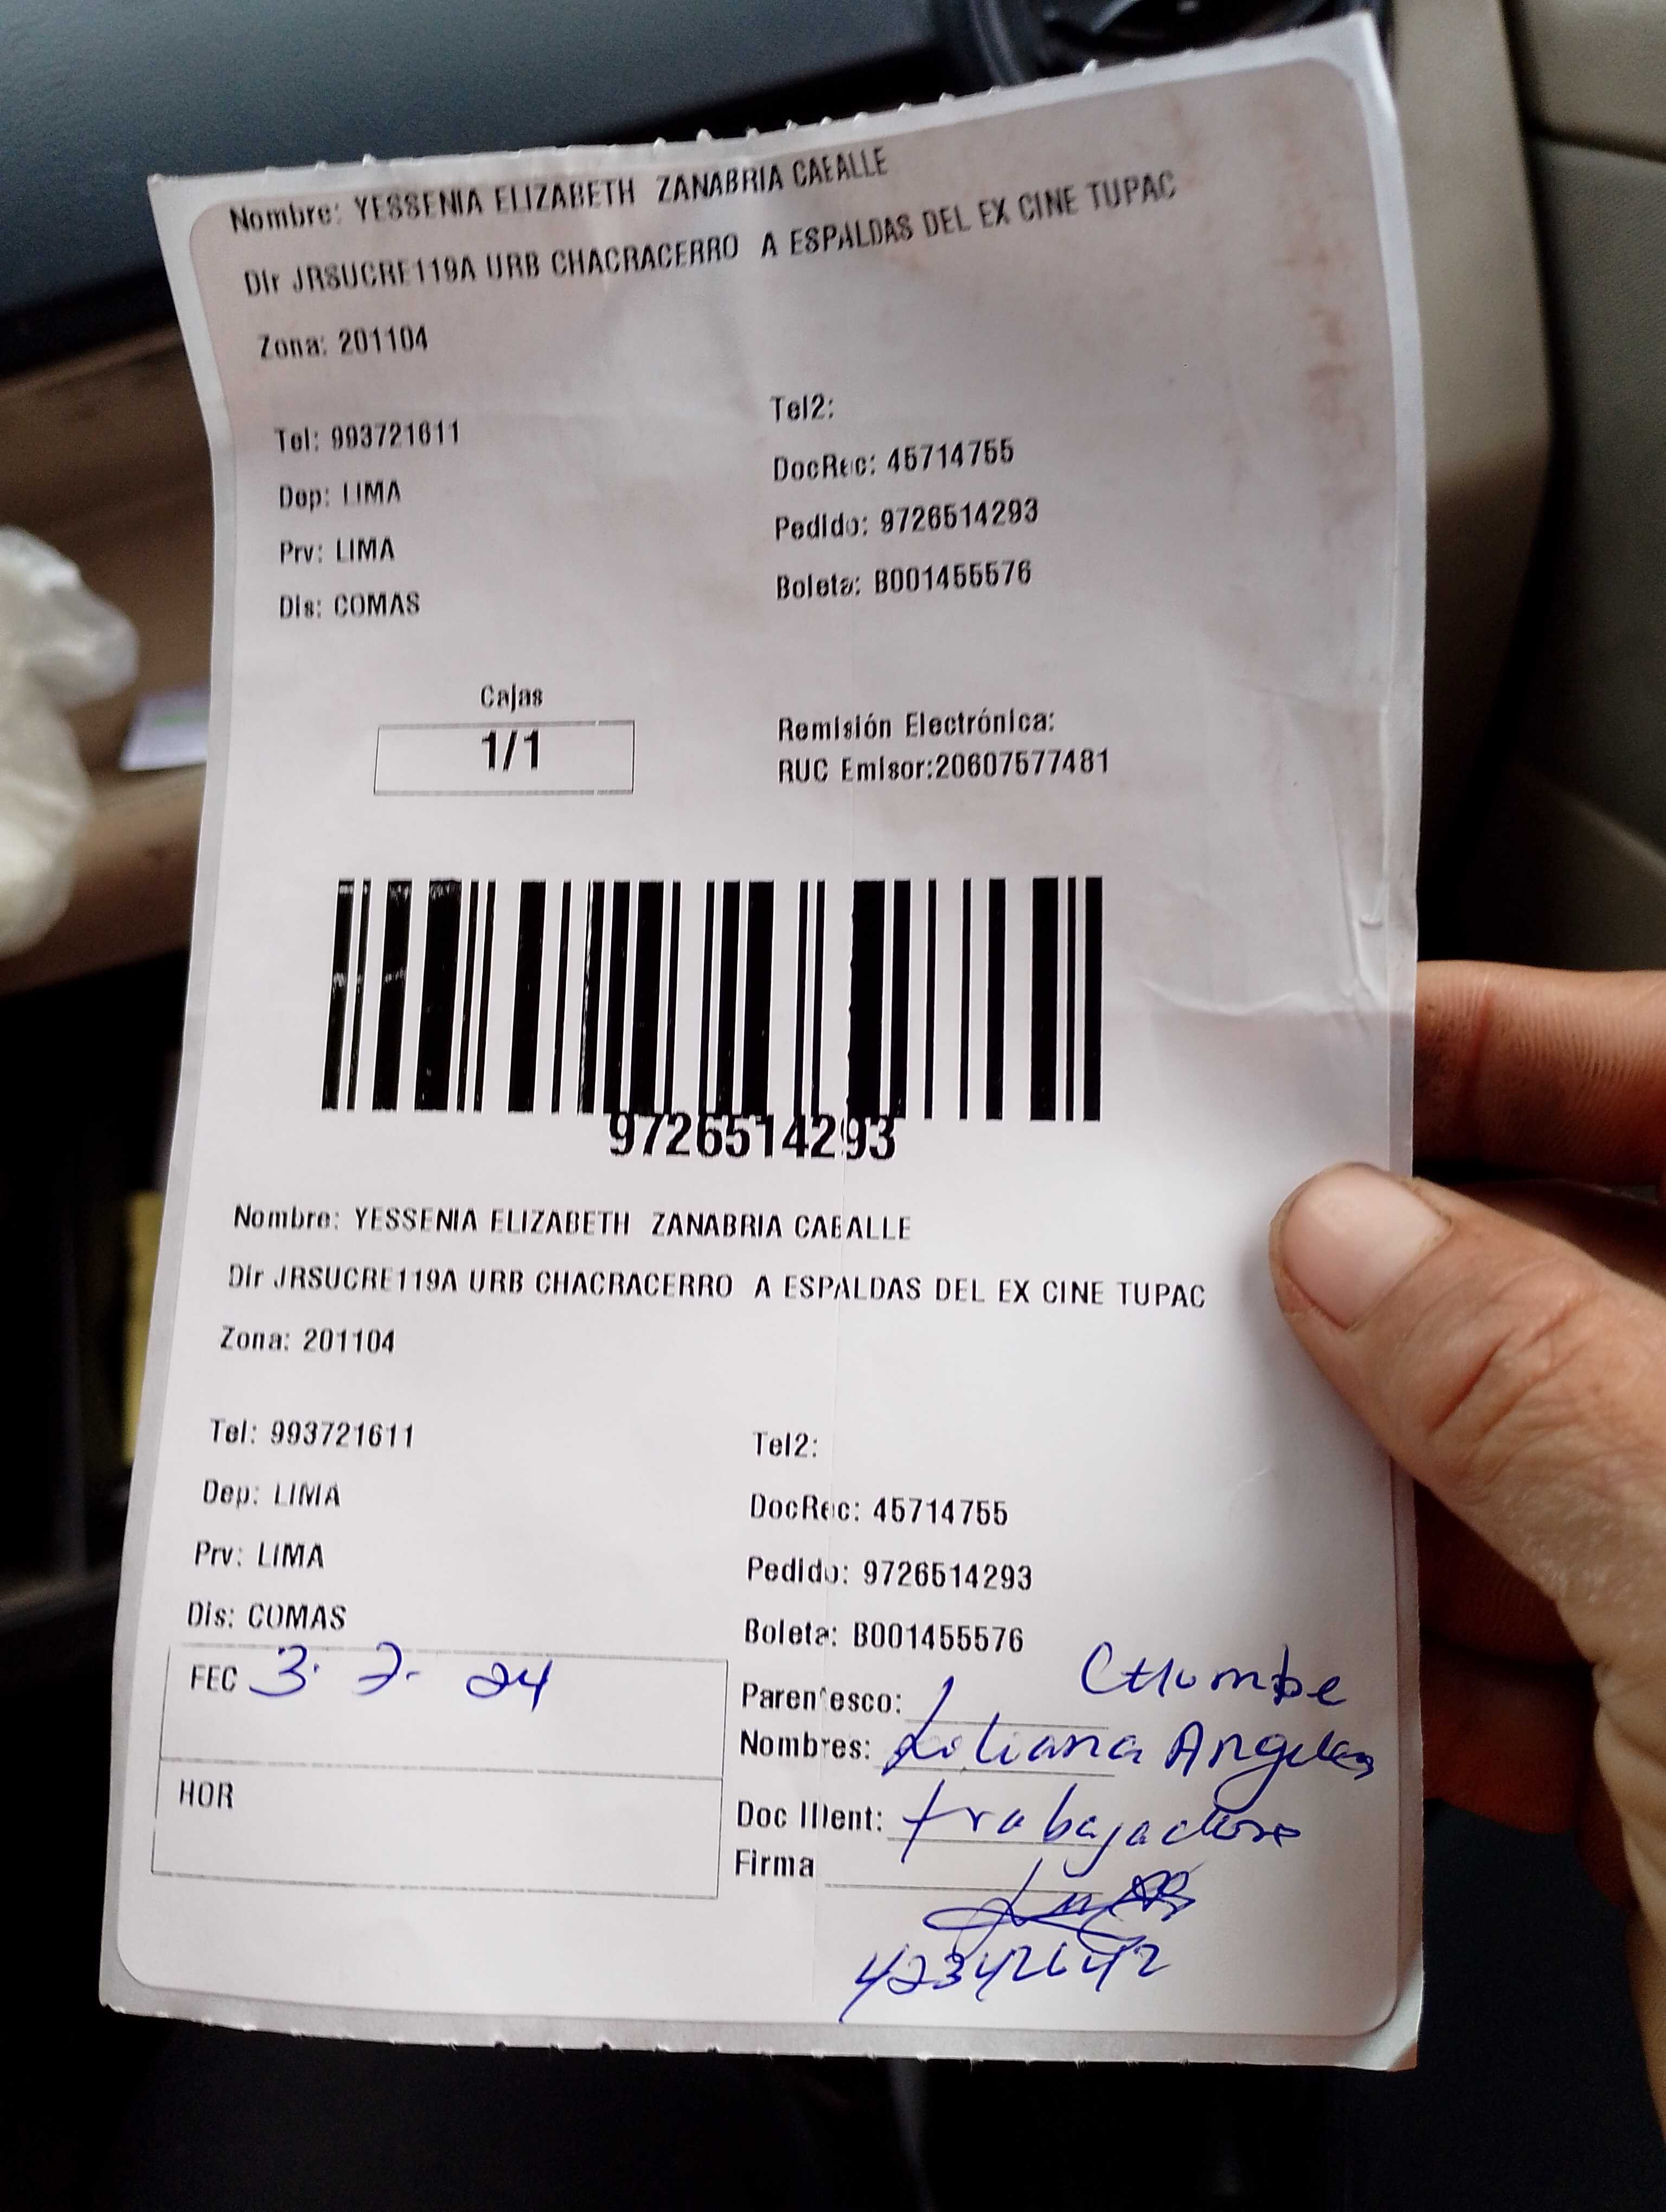 Nombre: YESSENIA ELIZABETH ZANABRIA CABALLE
Dir JRSUCRE119A URB CHACRACERRO A ESPALDAS DEL EX CINE TUPAC
Zona: 201104
Tel: 993721611
Tel2:
Dep: LIMA
DocRec: 45714755
Prv: LIMA
Pedido: 9726514293
Dis: COMAS
Boleta: B001455576
Cajas
1/1
Remisión Electrónica:
RUC Emisor:20607577481
9726514293
Nombre: YESSENIA ELIZABETH ZANABRIA CABALLE
Dir JRSUCRE119A URB CHACRACERRO A ESPALDAS DEL EX CINE TUPAC
Zona: 201104
Tel: 993721611
Tel2:
Dep: LIMA
DocRec: 45714755
Prv: LIMA
Pedido: 9726514293
Dis: COMAS
Boleta: B001455576
FEC 3. 2- 24
Parentesco:
Nombres: Liliana Angeles
HOR
Doc Ident: trabajadora
Firma